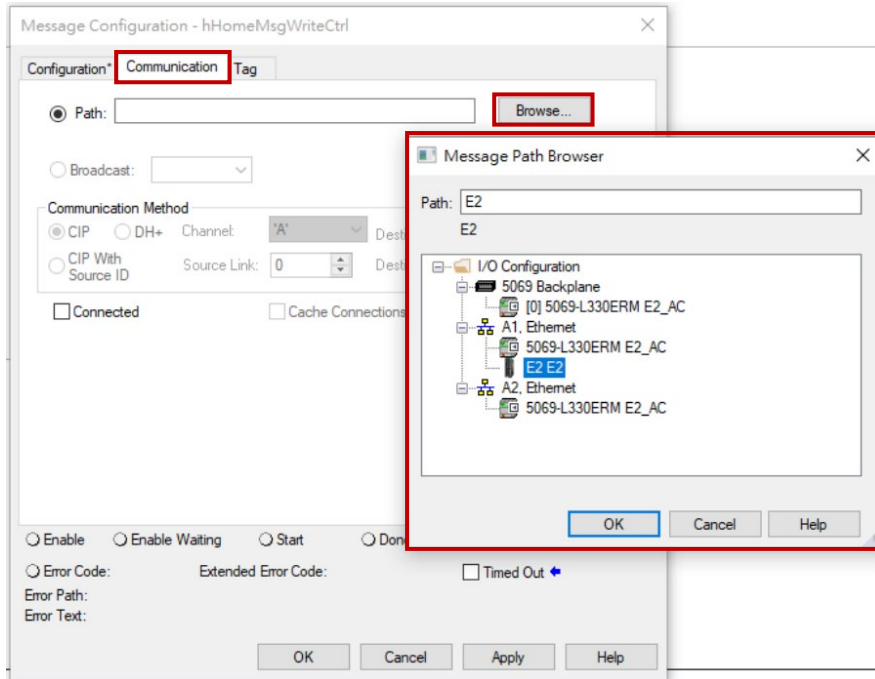 Message Configuration - hHomeMsgWriteCtrl
Configuration* Communication Tag
Path: Browse...
Broadcast:
Communication Method
CIP DH+ Channel: 'A'
CIP With Source ID Source Link: 0
Connected Cache Connections
Message Path Browser
Path: E2
E2
I/O Configuration
5069 Backplane
[0] 5069-L330ERM E2_AC
A1, Ethernet
5069-L330ERM E2_AC
E2 E2
A2, Ethernet
5069-L330ERM E2_AC
OK Cancel Help
Enable Enable Waiting Start
Error Code: Extended Error Code: Timed Out
Error Path:
Error Text:
OK Cancel Apply Help